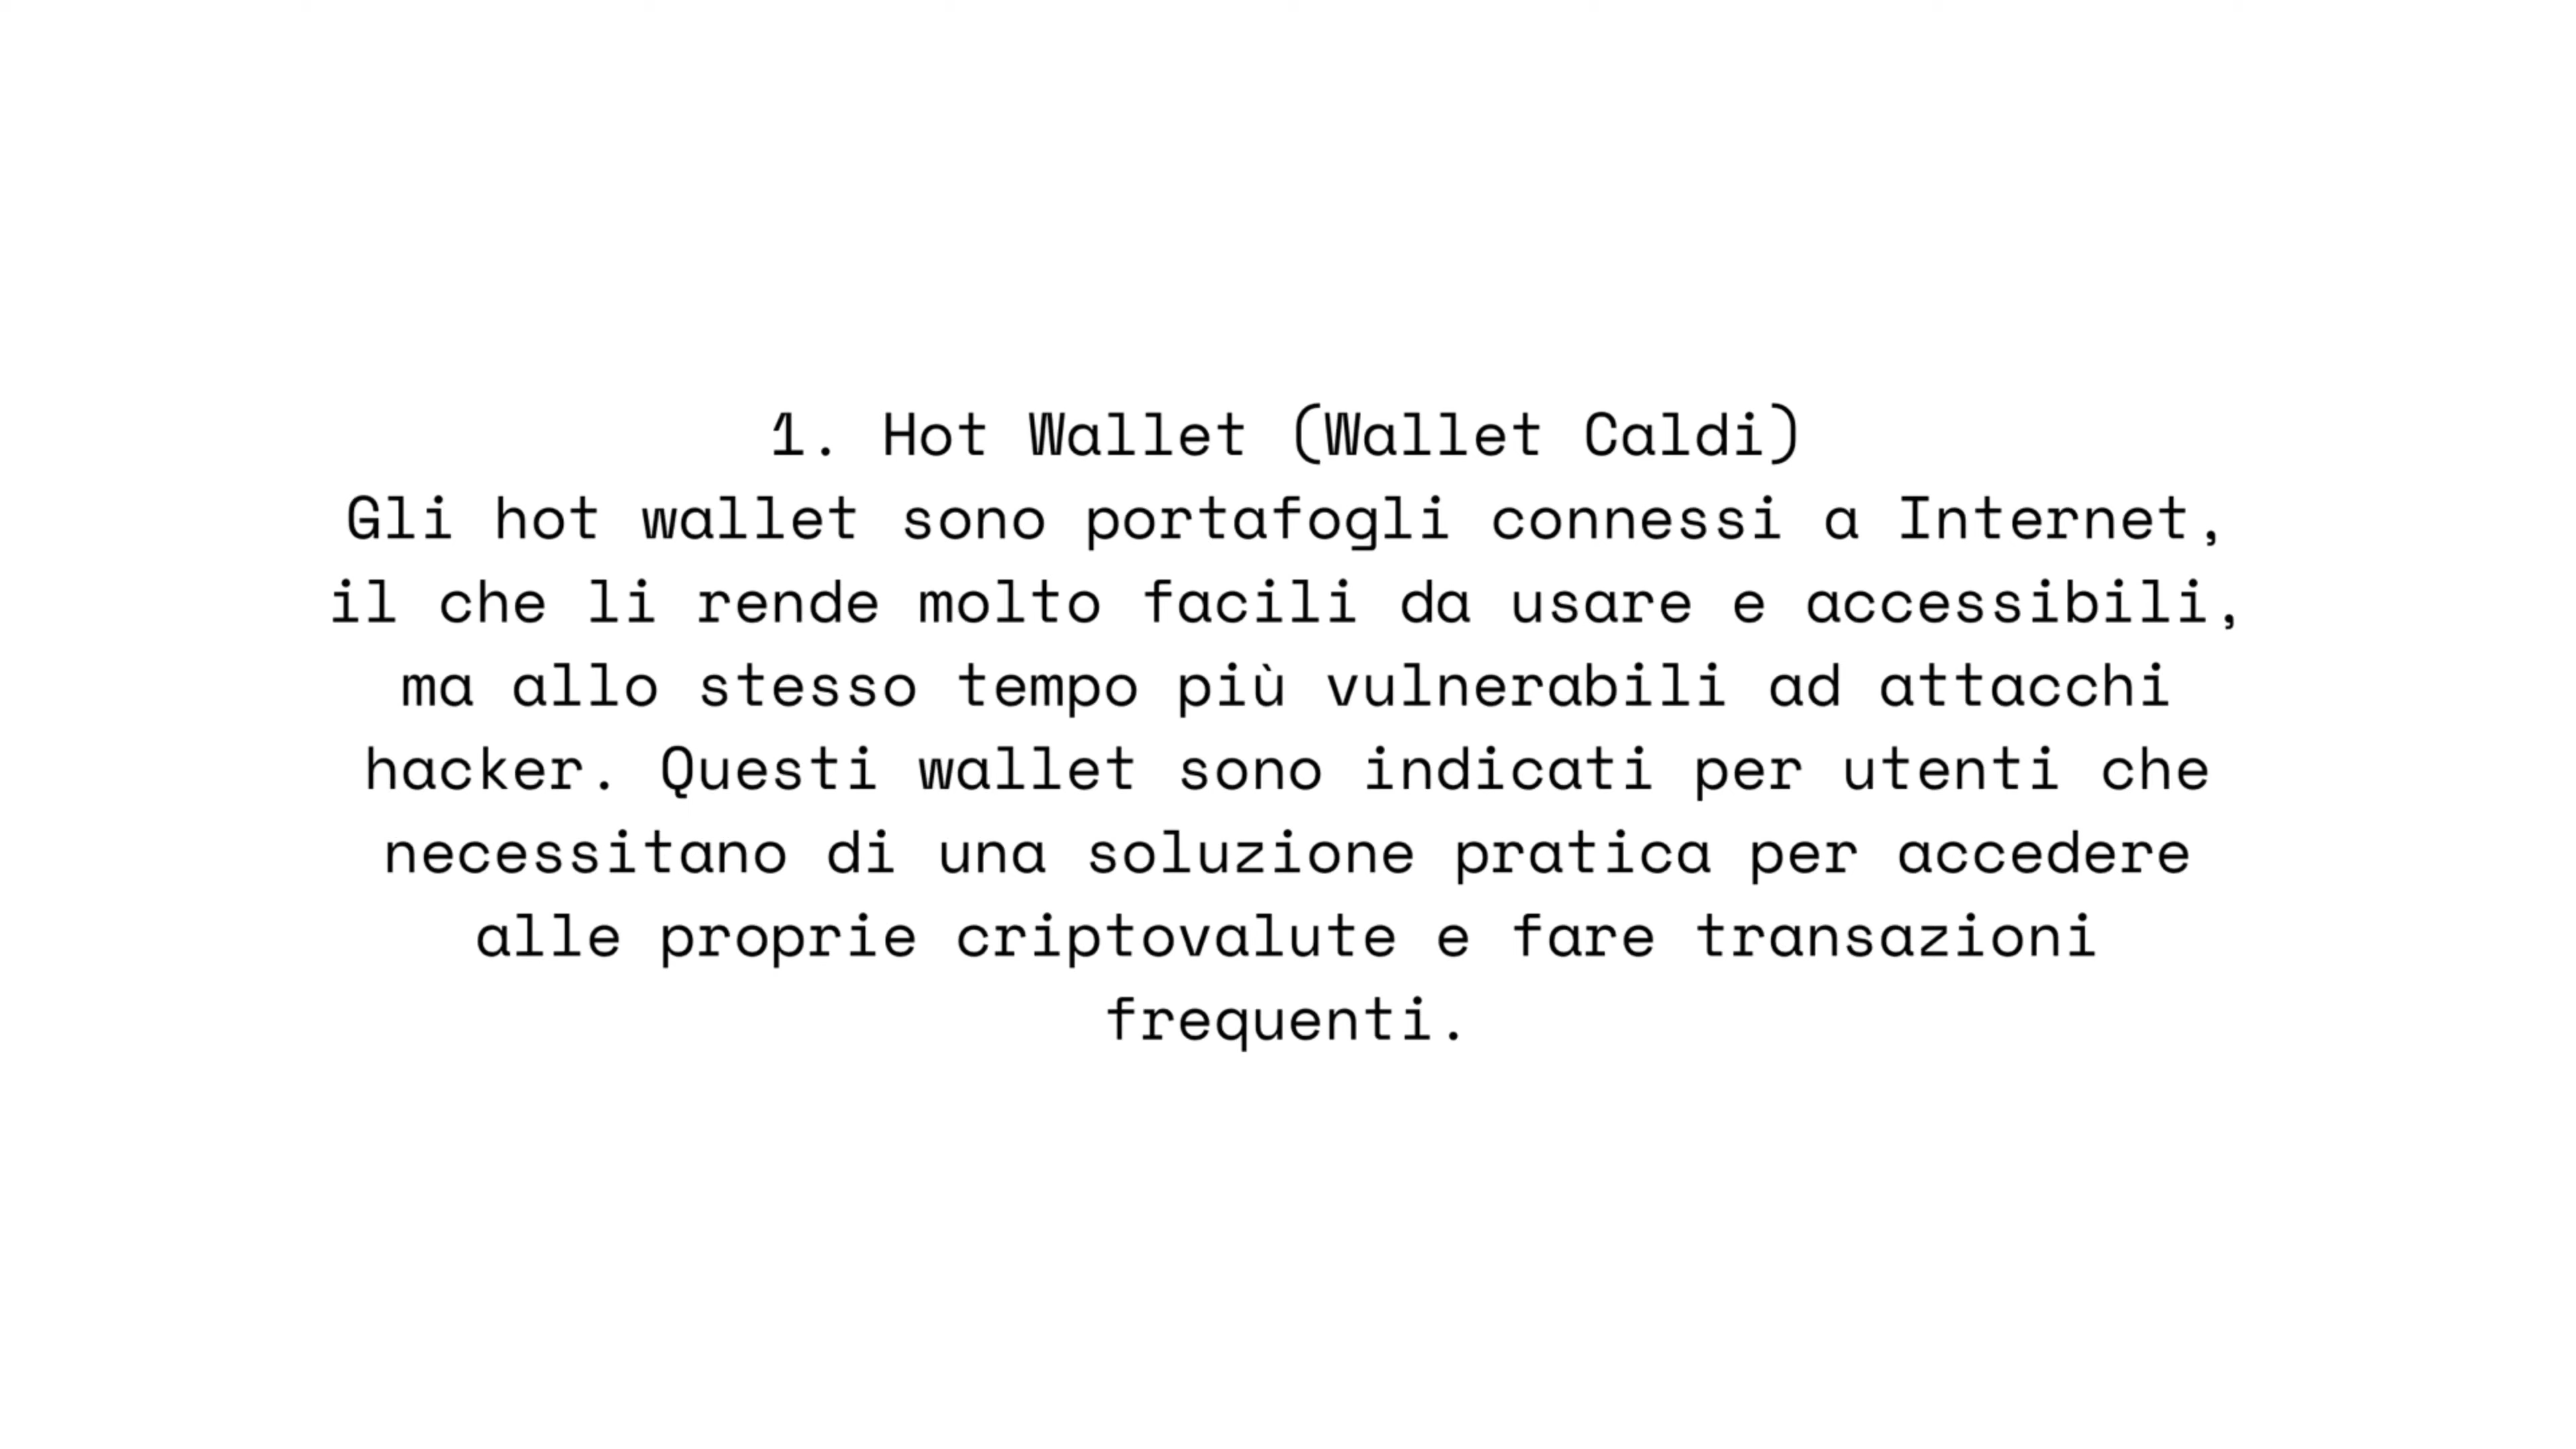 1. Hot Wallet (Wallet Caldi)
Gli hot wallet sono portafogli connessi a Internet,
il che li rende molto facili da usare e accessibili,
ma allo stesso tempo più vulnerabili ad attacchi
hacker. Questi wallet sono indicati per utenti che
necessitano di una soluzione pratica per accedere
alle proprie criptovalute e fare transazioni
frequenti.